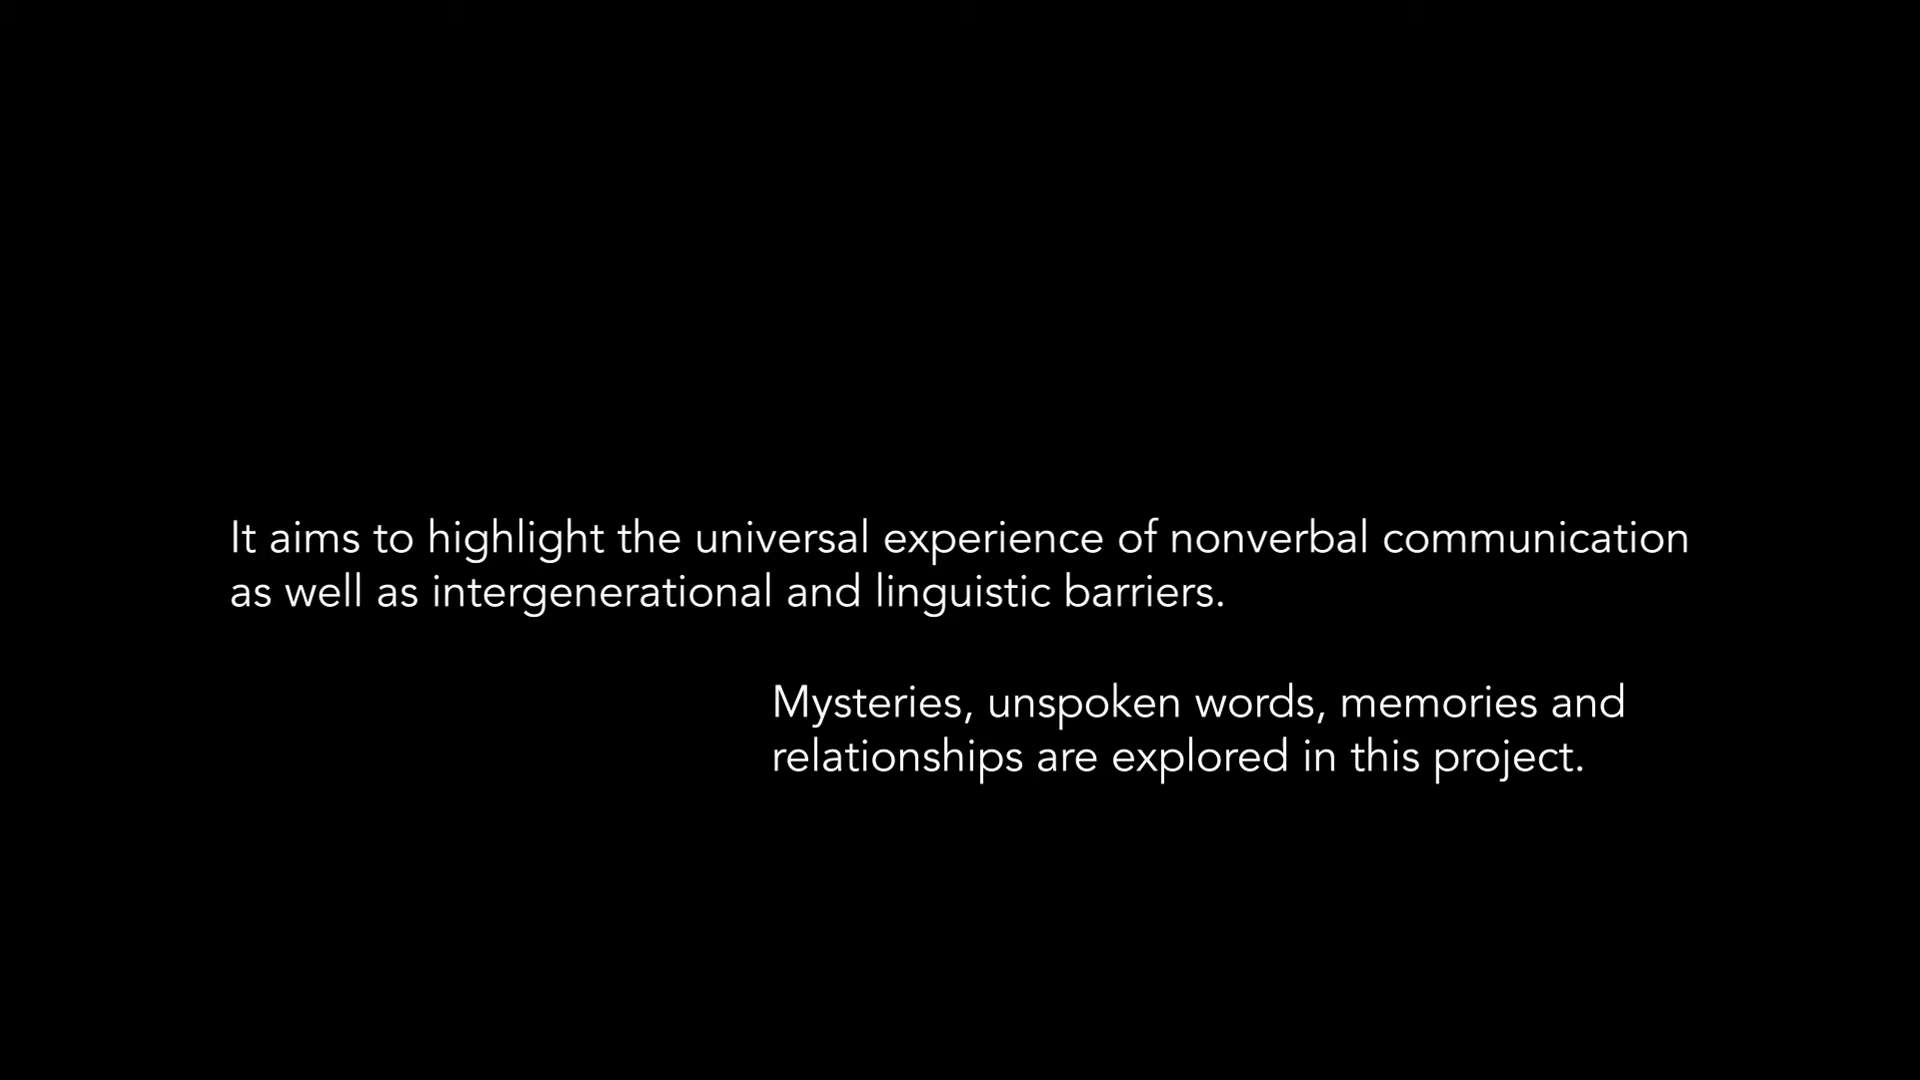 It aims to highlight the universal experience of nonverbal communication
as well as intergenerational and linguistic barriers.
Mysteries, unspoken words, memories and
relationships are explored in this project.